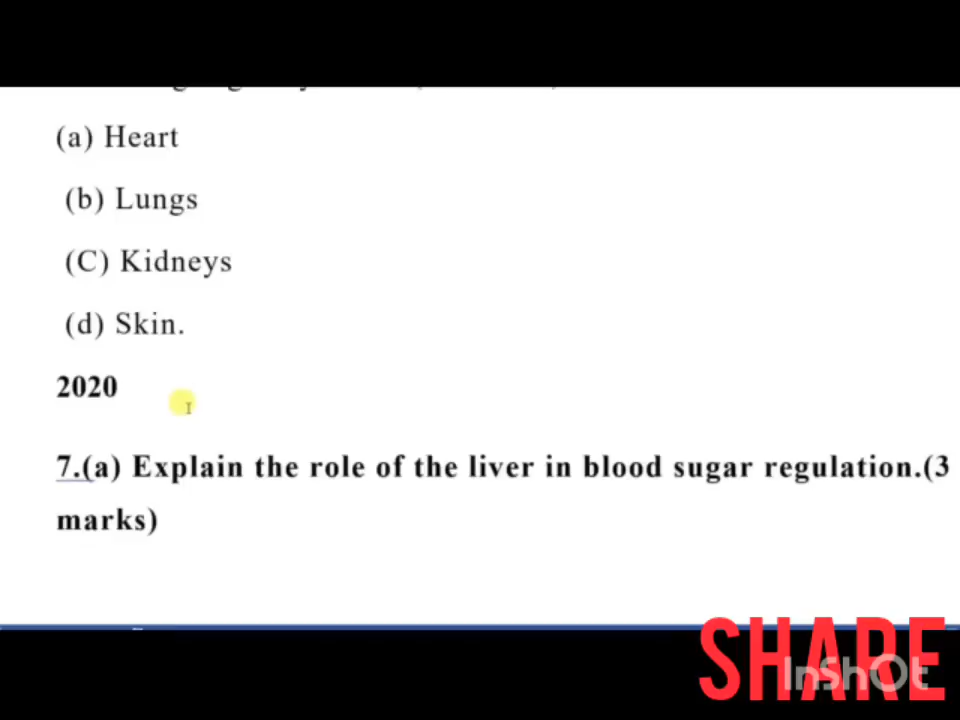 (a) Heart
(b) Lungs
(C) Kidneys
(d) Skin.
2020
7.(a) Explain the role of the liver in blood sugar regulation.(3
marks)
SHARE
InShOt